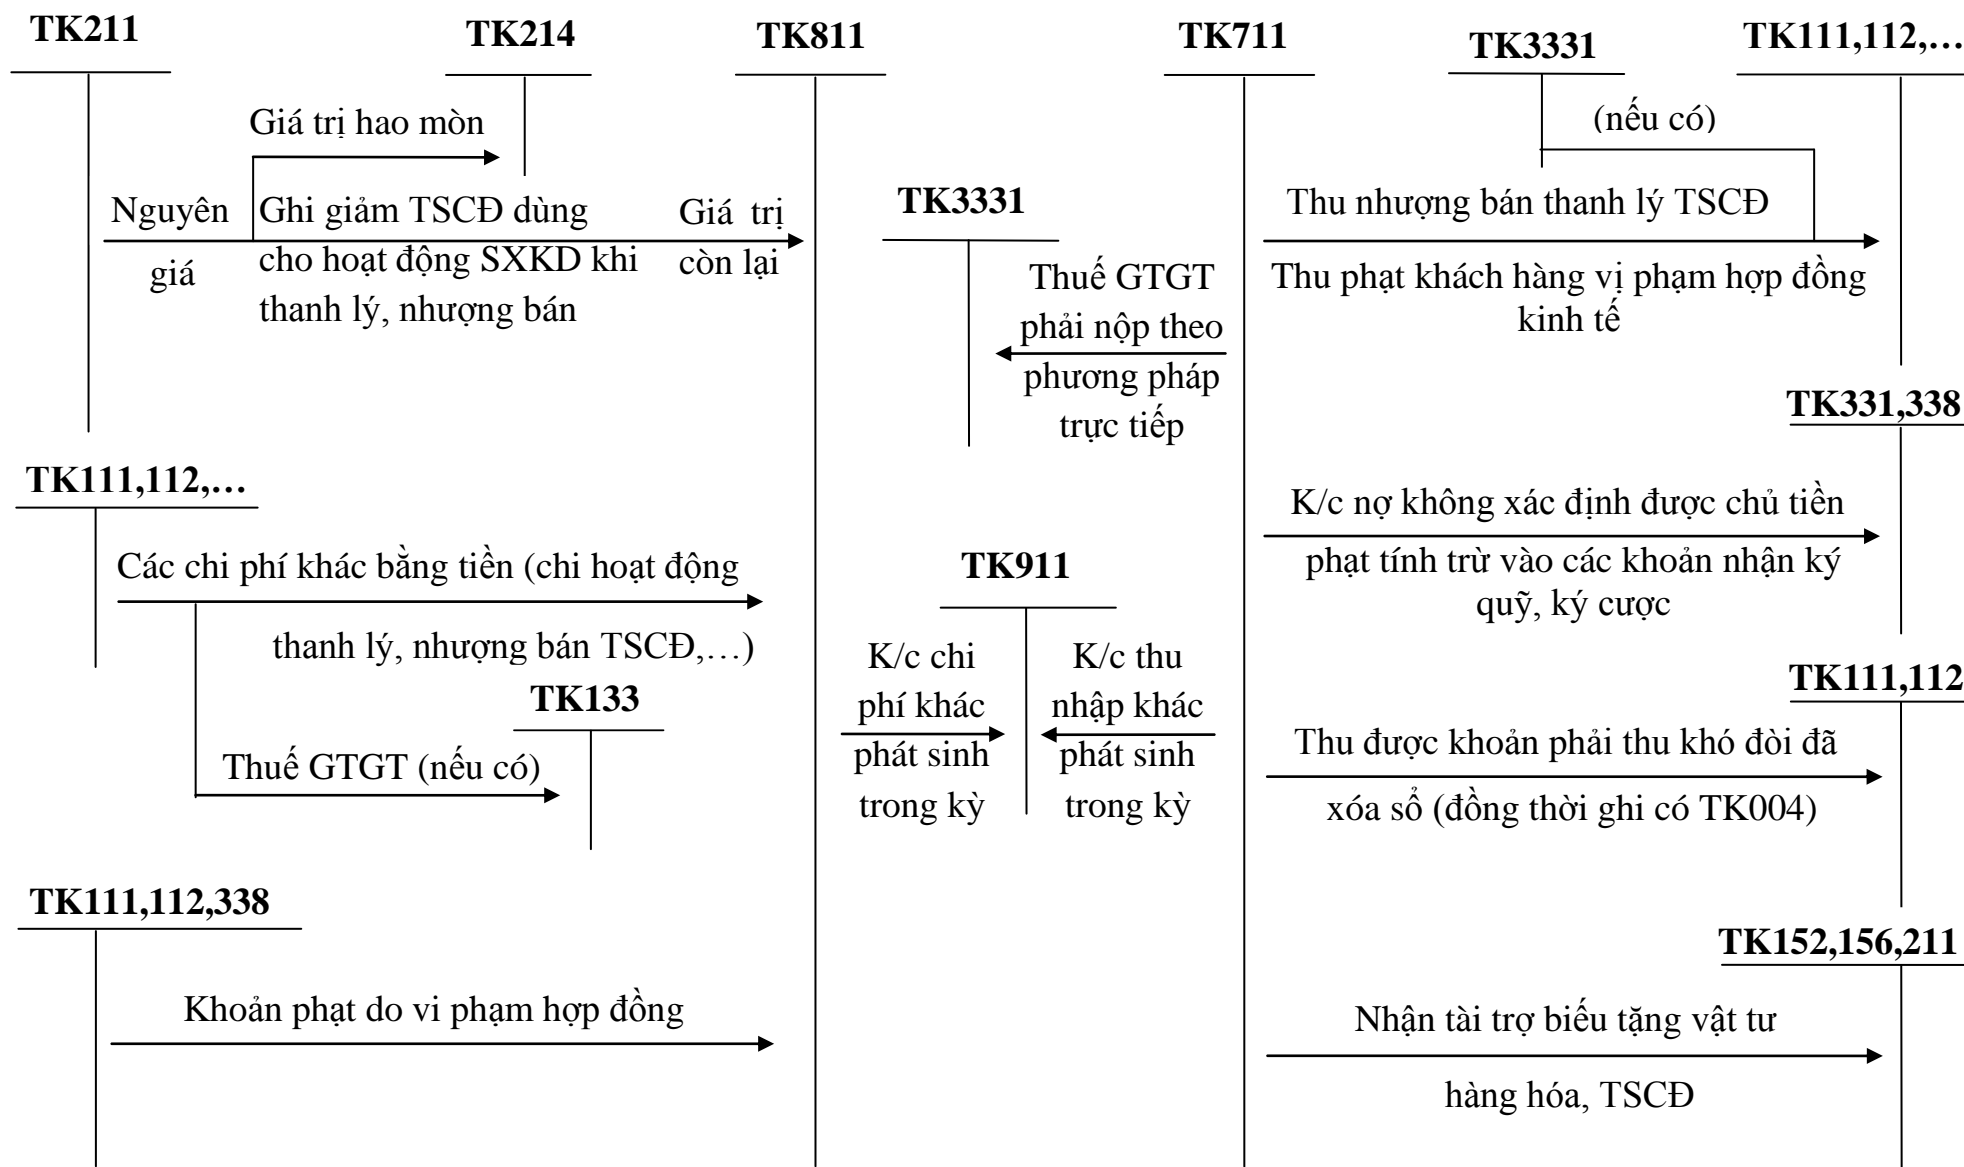 TK211
TK214
TK811
TK711
TK3331
TK111,112,…
Giá trị hao mòn
(nếu có)
Nguyên
giá
Ghi giảm TSCĐ dùng
cho hoạt động SXKD khi
thanh lý, nhượng bán
Giá trị
còn lại
TK3331
Thuế GTGT
phải nộp theo
phương pháp
trực tiếp
Thu nhượng bán thanh lý TSCĐ
Thu phạt khách hàng vị phạm hợp đồng
kinh tế
TK331,338
TK111,112,…
K/c nợ không xác định được chủ tiền
phạt tính trừ vào các khoản nhận ký
quỹ, ký cược
Các chi phí khác bằng tiền (chi hoạt động
thanh lý, nhượng bán TSCĐ,…)
TK911
K/c chi
phí khác
phát sinh
trong kỳ
K/c thu
nhập khác
phát sinh
trong kỳ
TK133
Thuế GTGT (nếu có)
TK111,112
Thu được khoản phải thu khó đòi đã
xóa sổ (đồng thời ghi có TK004)
TK111,112,338
Khoản phạt do vi phạm hợp đồng
TK152,156,211
Nhận tài trợ biếu tặng vật tư
hàng hóa, TSCĐ